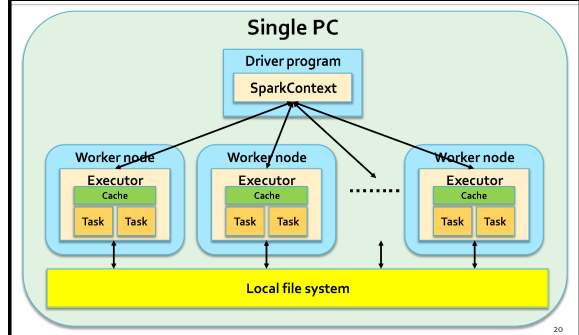 Single PC
Driver program
SparkContext
Worker node
Worker node
Worker node
Executor
Executor
Executor
Cache
Cache
Cache
Task Task
Task Task
Task Task
Local file system
20